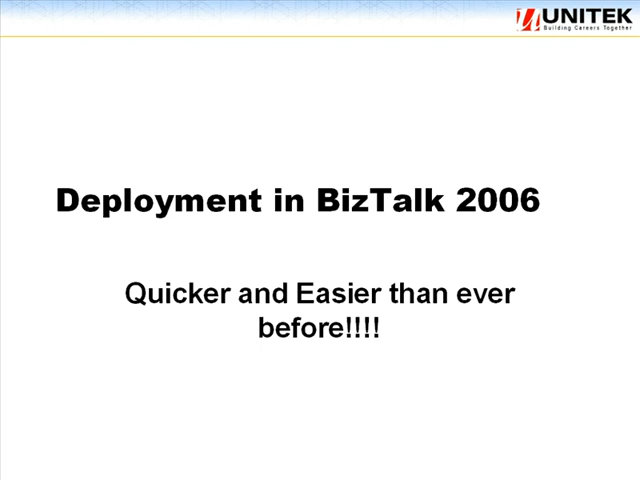 UNITEK
Building Careers Together
Deployment in BizTalk 2006
Quicker and Easier than ever
before!!!!